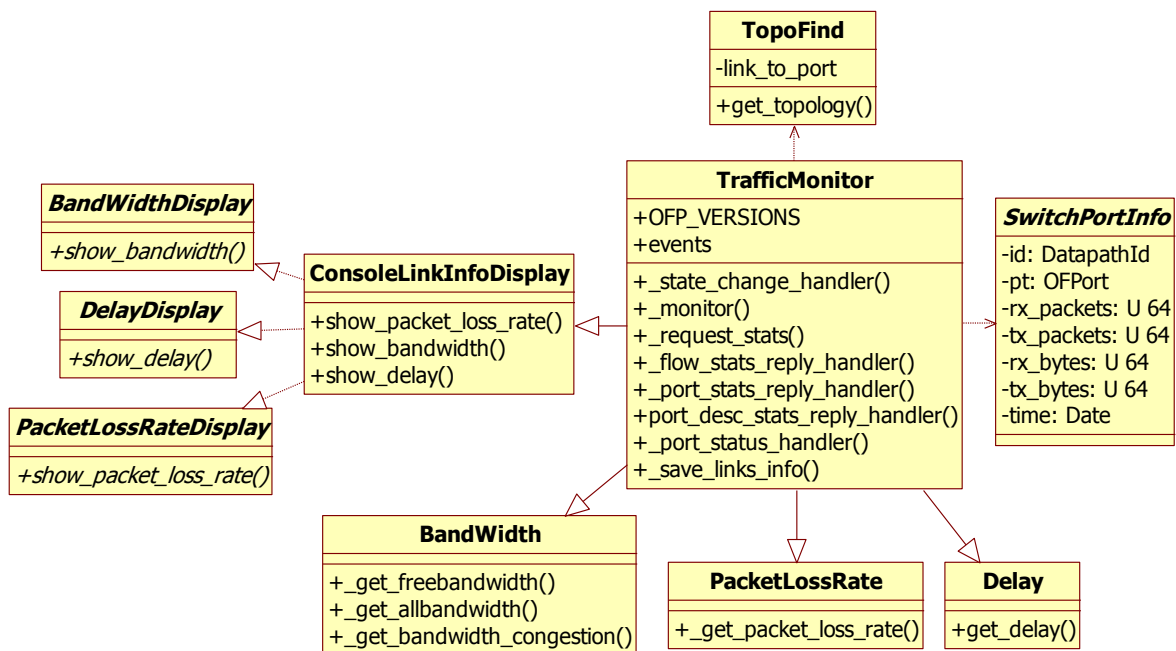 TopoFind
-link_to_port
+get_topology()
TrafficMonitor
+OFP_VERSIONS
+events
+_state_change_handler()
+_monitor()
+_request_stats()
+_flow_stats_reply_handler()
+_port_stats_reply_handler()
+port_desc_stats_reply_handler()
+_port_status_handler()
+_save_links_info()
BandWidthDisplay
+show_bandwidth()
DelayDisplay
+show_delay()
PacketLossRateDisplay
+show_packet_loss_rate()
ConsoleLinkInfoDisplay
+show_packet_loss_rate()
+show_bandwidth()
+show_delay()
SwitchPortInfo
-id: DatapathId
-pt: OFPort
-rx_packets: U 64
-tx_packets: U 64
-rx_bytes: U 64
-tx_bytes: U 64
-time: Date
BandWidth
+_get_freebandwidth()
+_get_allbandwidth()
+_get_bandwidth_congestion()
PacketLossRate
+_get_packet_loss_rate()
Delay
+get_delay()